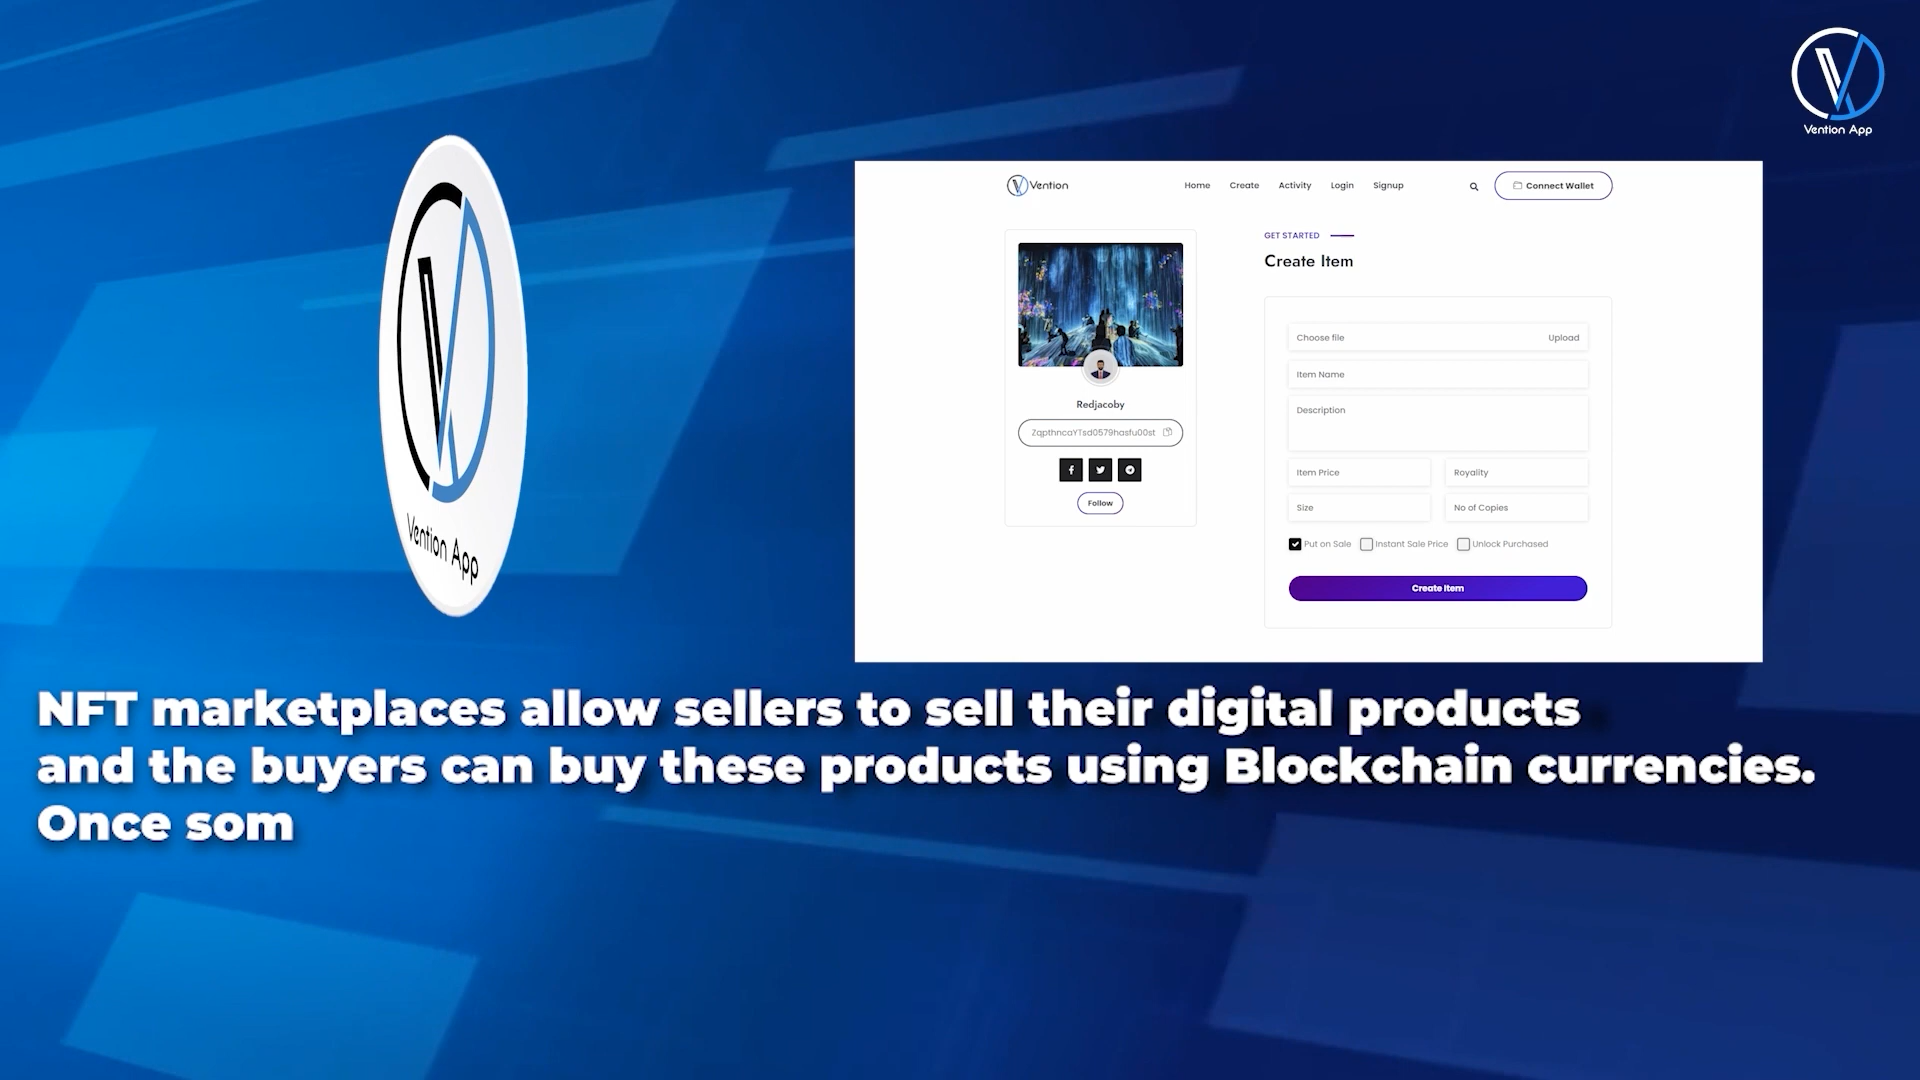 Vention App
Vention App
Vention
Home Create Activity Login Signup
Connect Wallet
GET STARTED
Create Item
Choose file Upload
Item Name
Description
Item Price Royality
Size No of Copies
Put on Sale Instant Sale Price Unlock Purchased
Create Item
Redjacoby
ZqpthncaYTsd0579hasfu00st
Follow
NFT marketplaces allow sellers to sell their digital products
and the buyers can buy these products using Blockchain currencies.
Once som